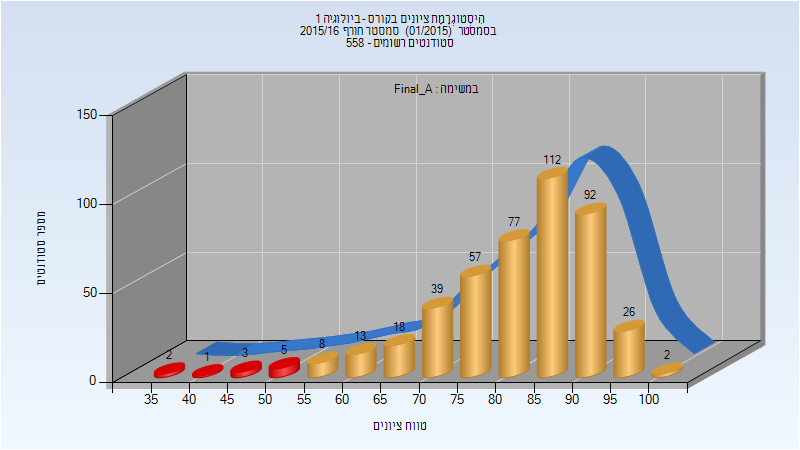 היסטוגרמת ציונים בקורס - ביולוגיה 1
בסמסטר (01/2015) סמסטר חורף 2015/16
סטודנטים רשומים - 558
במשימה : Final_A
מספר סטודנטים
150
100
50
0
2
1
3
5
8
13
18
39
57
77
112
92
26
2
35 40 45 50 55 60 65 70 75 80 85 90 95 100
טווח ציונים